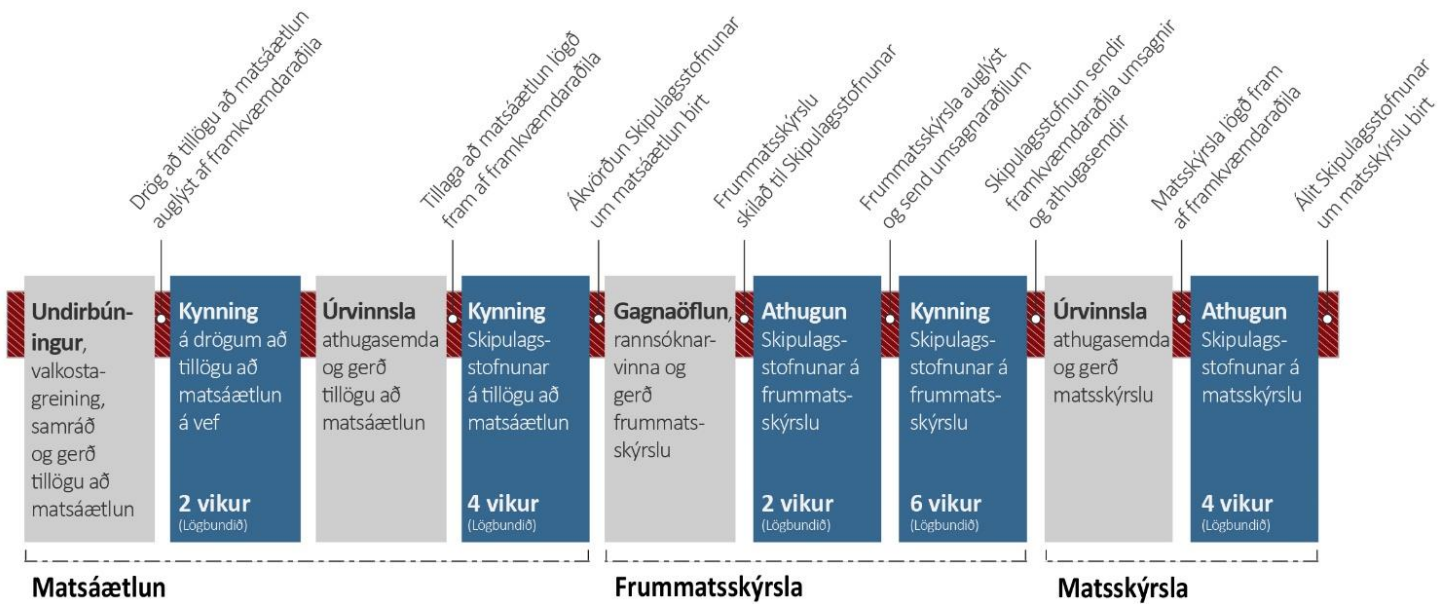 Drög að tillögu að matsáætlun
auglýst af framkvæmdaraðila
Tillaga að matsáætlun lögð
fram af framkvæmdaraðila
Ákvörðun Skipulagsstofnunar
um matsáætlun birt
Frummatsskýrslu
skilað til Skipulagsstofnunar
Frummatsskýrsla auglýst
og send umsagnaraðilum
Skipulagsstofnun sendir
framkvæmdaraðila umsagnir
og athugasemdir
Matsskýrsla lögð fram
af framkvæmdaraðila
Álit Skipulagsstofnunar
um matsskýrslu birt
Undirbún-
ingur,
valkosta-
greining,
samráð
og gerð
tillögu að
matsáætlun
Kynning
á drögum að
tillögu að
matsáætlun
á vef
2 vikur
(Lögbundið)
Úrvinnsla
athugasemda
og gerð
tillögu að
matsáætlun
Kynning
Skipulags-
stofnunar
á tillögu að
matsáætlun
4 vikur
(Lögbundið)
Gagnaöflun,
rannsóknar-
vinna og
gerð
frummats-
skýrslu
Athugun
Skipulags-
stofnunar á
frummats-
skýrslu
2 vikur
(Lögbundið)
Kynning
Skipulags-
stofnunar á
frummats-
skýrslu
6 vikur
(Lögbundið)
Úrvinnsla
athugasemda
og gerð
matsskýrslu
Athugun
Skipulags-
stofnunar á
matsskýrslu
4 vikur
(Lögbundið)
Matsáætlun
Frummatsskýrsla
Matsskýrsla